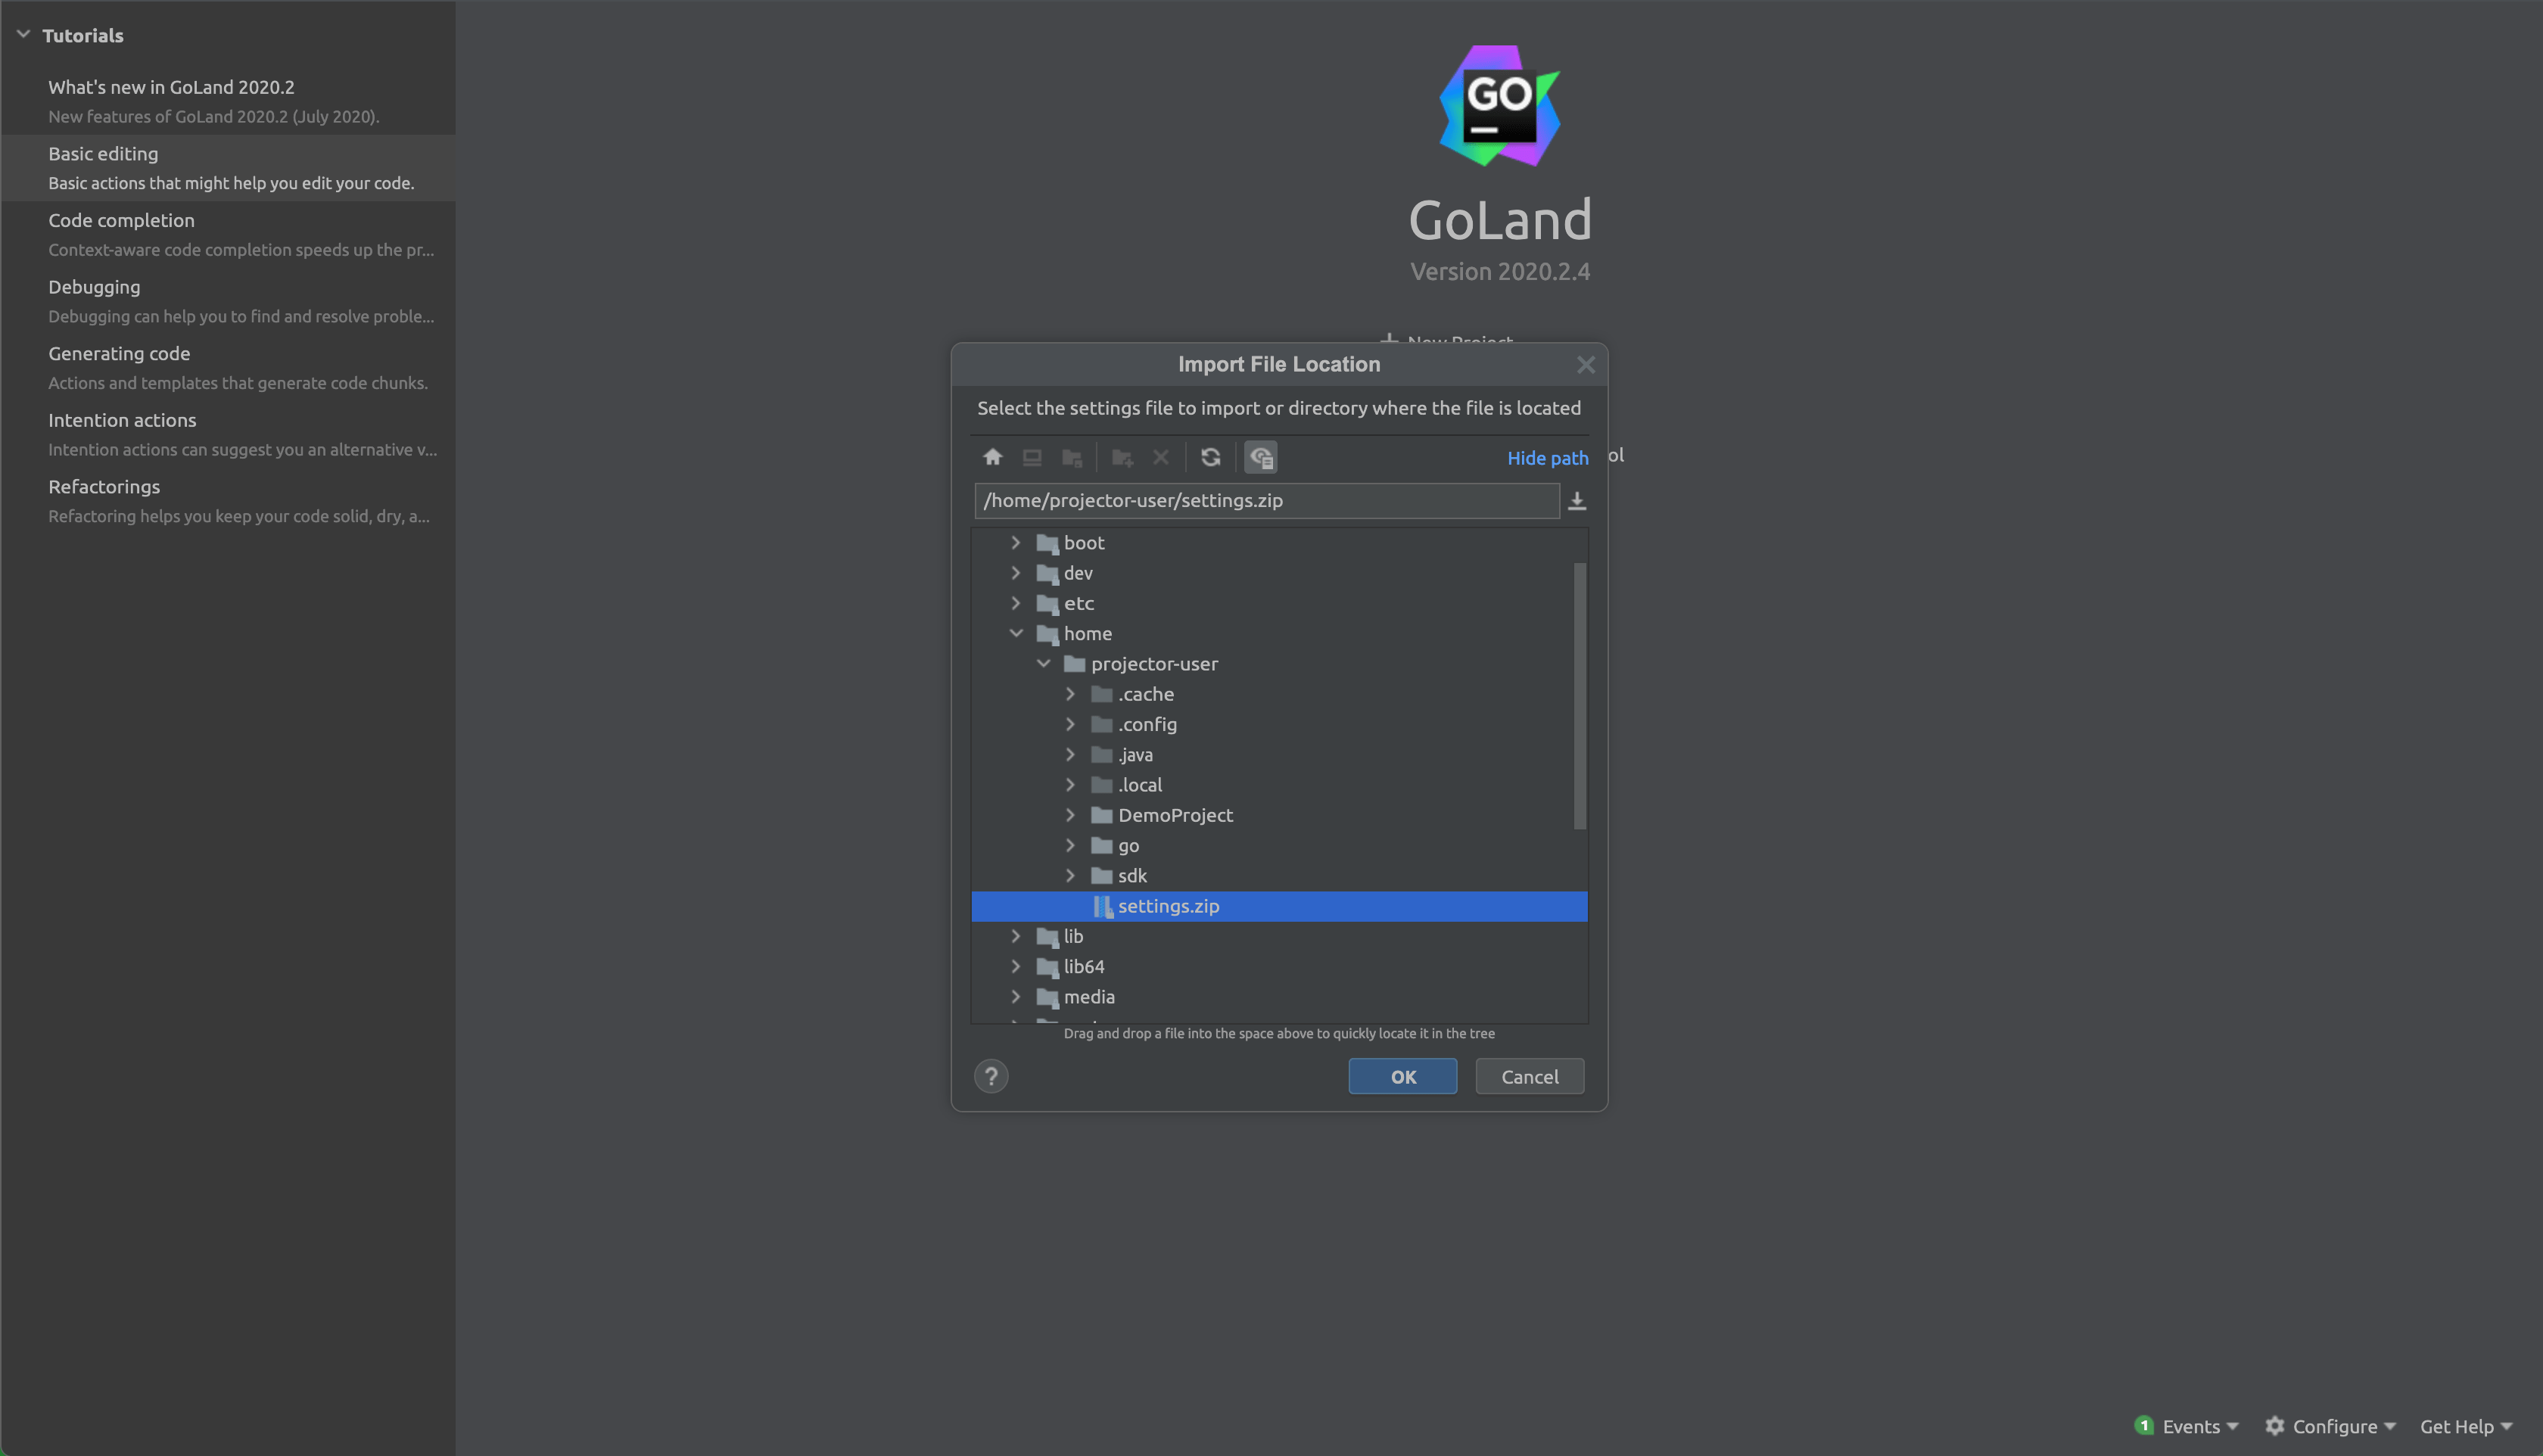 Tutorials
What's new in GoLand 2020.2
New features of GoLand 2020.2 (July 2020).
Basic editing
Basic actions that might help you edit your code.
Code completion
Context-aware code completion speeds up the pr...
Debugging
Debugging can help you to find and resolve proble...
Generating code
Actions and templates that generate code chunks.
Intention actions
Intention actions can suggest you an alternative v...
Refactorings
Refactoring helps you keep your code solid, dry, a...
GO
GoLand
Version 2020.2.4
New Project
Import File Location
Select the settings file to import or directory where the file is located
Hide path
ol
/home/projector-user/settings.zip
boot
dev
etc
home
projector-user
.cache
.config
.java
.local
DemoProject
go
sdk
settings.zip
lib
lib64
media
Drag and drop a file into the space above to quickly locate it in the tree
?
OK
Cancel
1 Events
Configure
Get Help